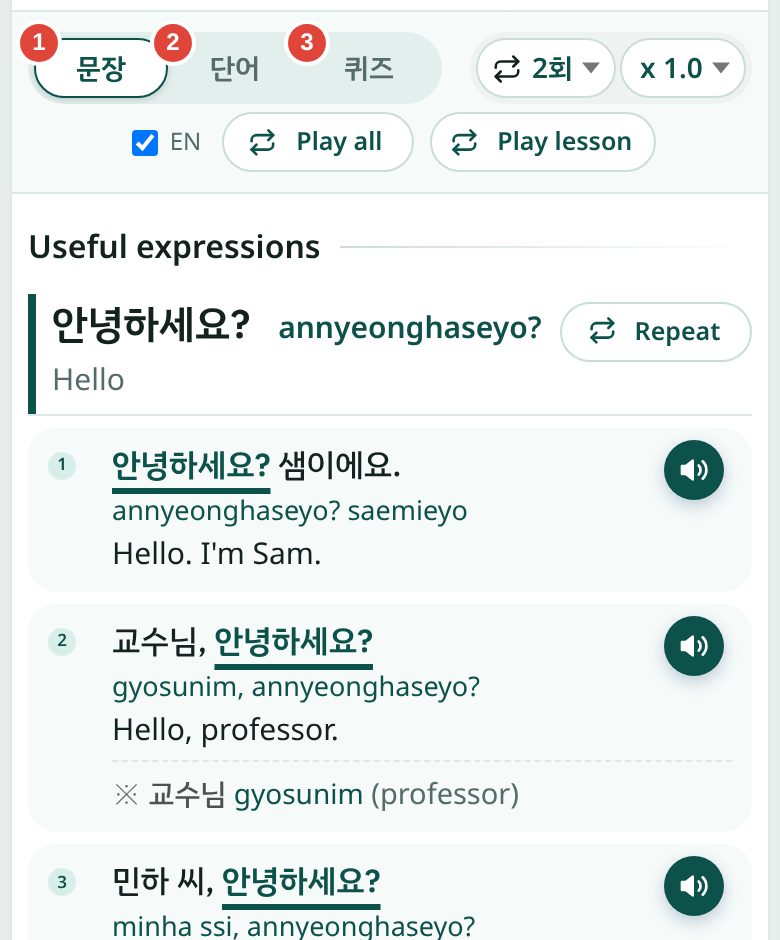 1 문장 2 단어 3 퀴즈 2회 x 1.0
EN Play all Play lesson
Useful expressions
안녕하세요? annyeonghaseyo? Repeat
Hello
1 안녕하세요? 샘이에요.
annyeonghaseyo? saemieyo
Hello. I'm Sam.
2 교수님, 안녕하세요?
gyosunim, annyeonghaseyo?
Hello, professor.
※ 교수님 gyosunim (professor)
3 민하 씨, 안녕하세요?
minha ssi, annyeonghaseyo?